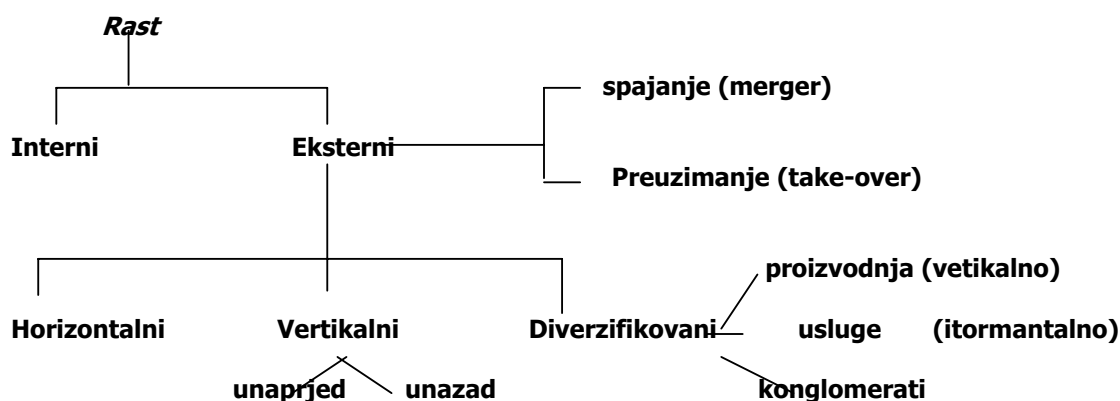 Rast
spajanje (merger)
Interni Eksterni
Preuzimanje (take-over)
proizvodnja (vetikalno)
Horizontalni Vertikalni Diverzifikovani usluge (itormantalno)
unaprjed unazad konglomerati